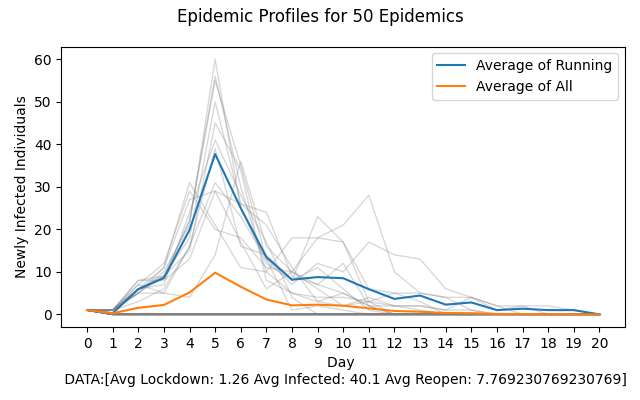 Epidemic Profiles for 50 Epidemics
Newly Infected Individuals
60
50
40
30
20
10
0
Average of Running
Average of All
0 1 2 3 4 5 6 7 8 9 10 11 12 13 14 15 16 17 18 19 20
Day
DATA:[Avg Lockdown: 1.26 Avg Infected: 40.1 Avg Reopen: 7.769230769230769]